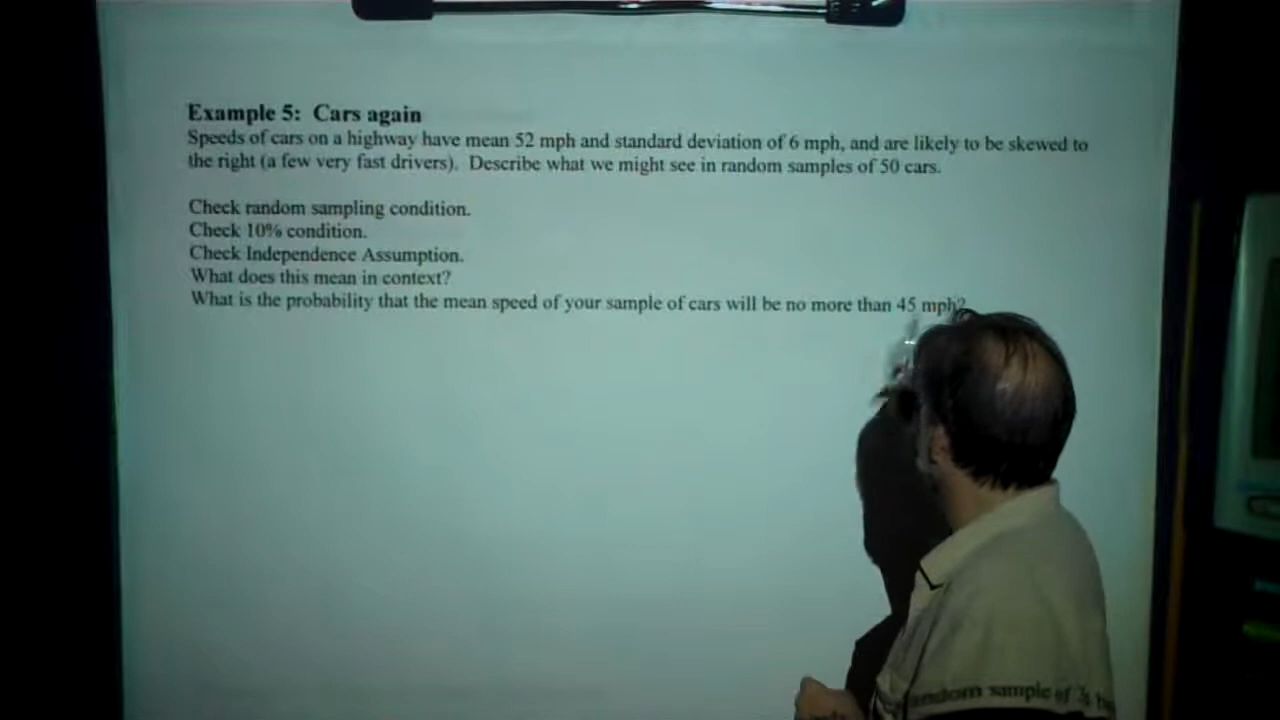 Example 5: Cars again
Speeds of cars on a highway have mean 52 mph and standard deviation of 6 mph, and are likely to be skewed to
the right (a few very fast drivers). Describe what we might see in random samples of 50 cars.
Check random sampling condition.
Check 10% condition.
Check Independence Assumption.
What does this mean in context?
What is the probability that the mean speed of your sample of cars will be no more than 45 mph?
random sample of